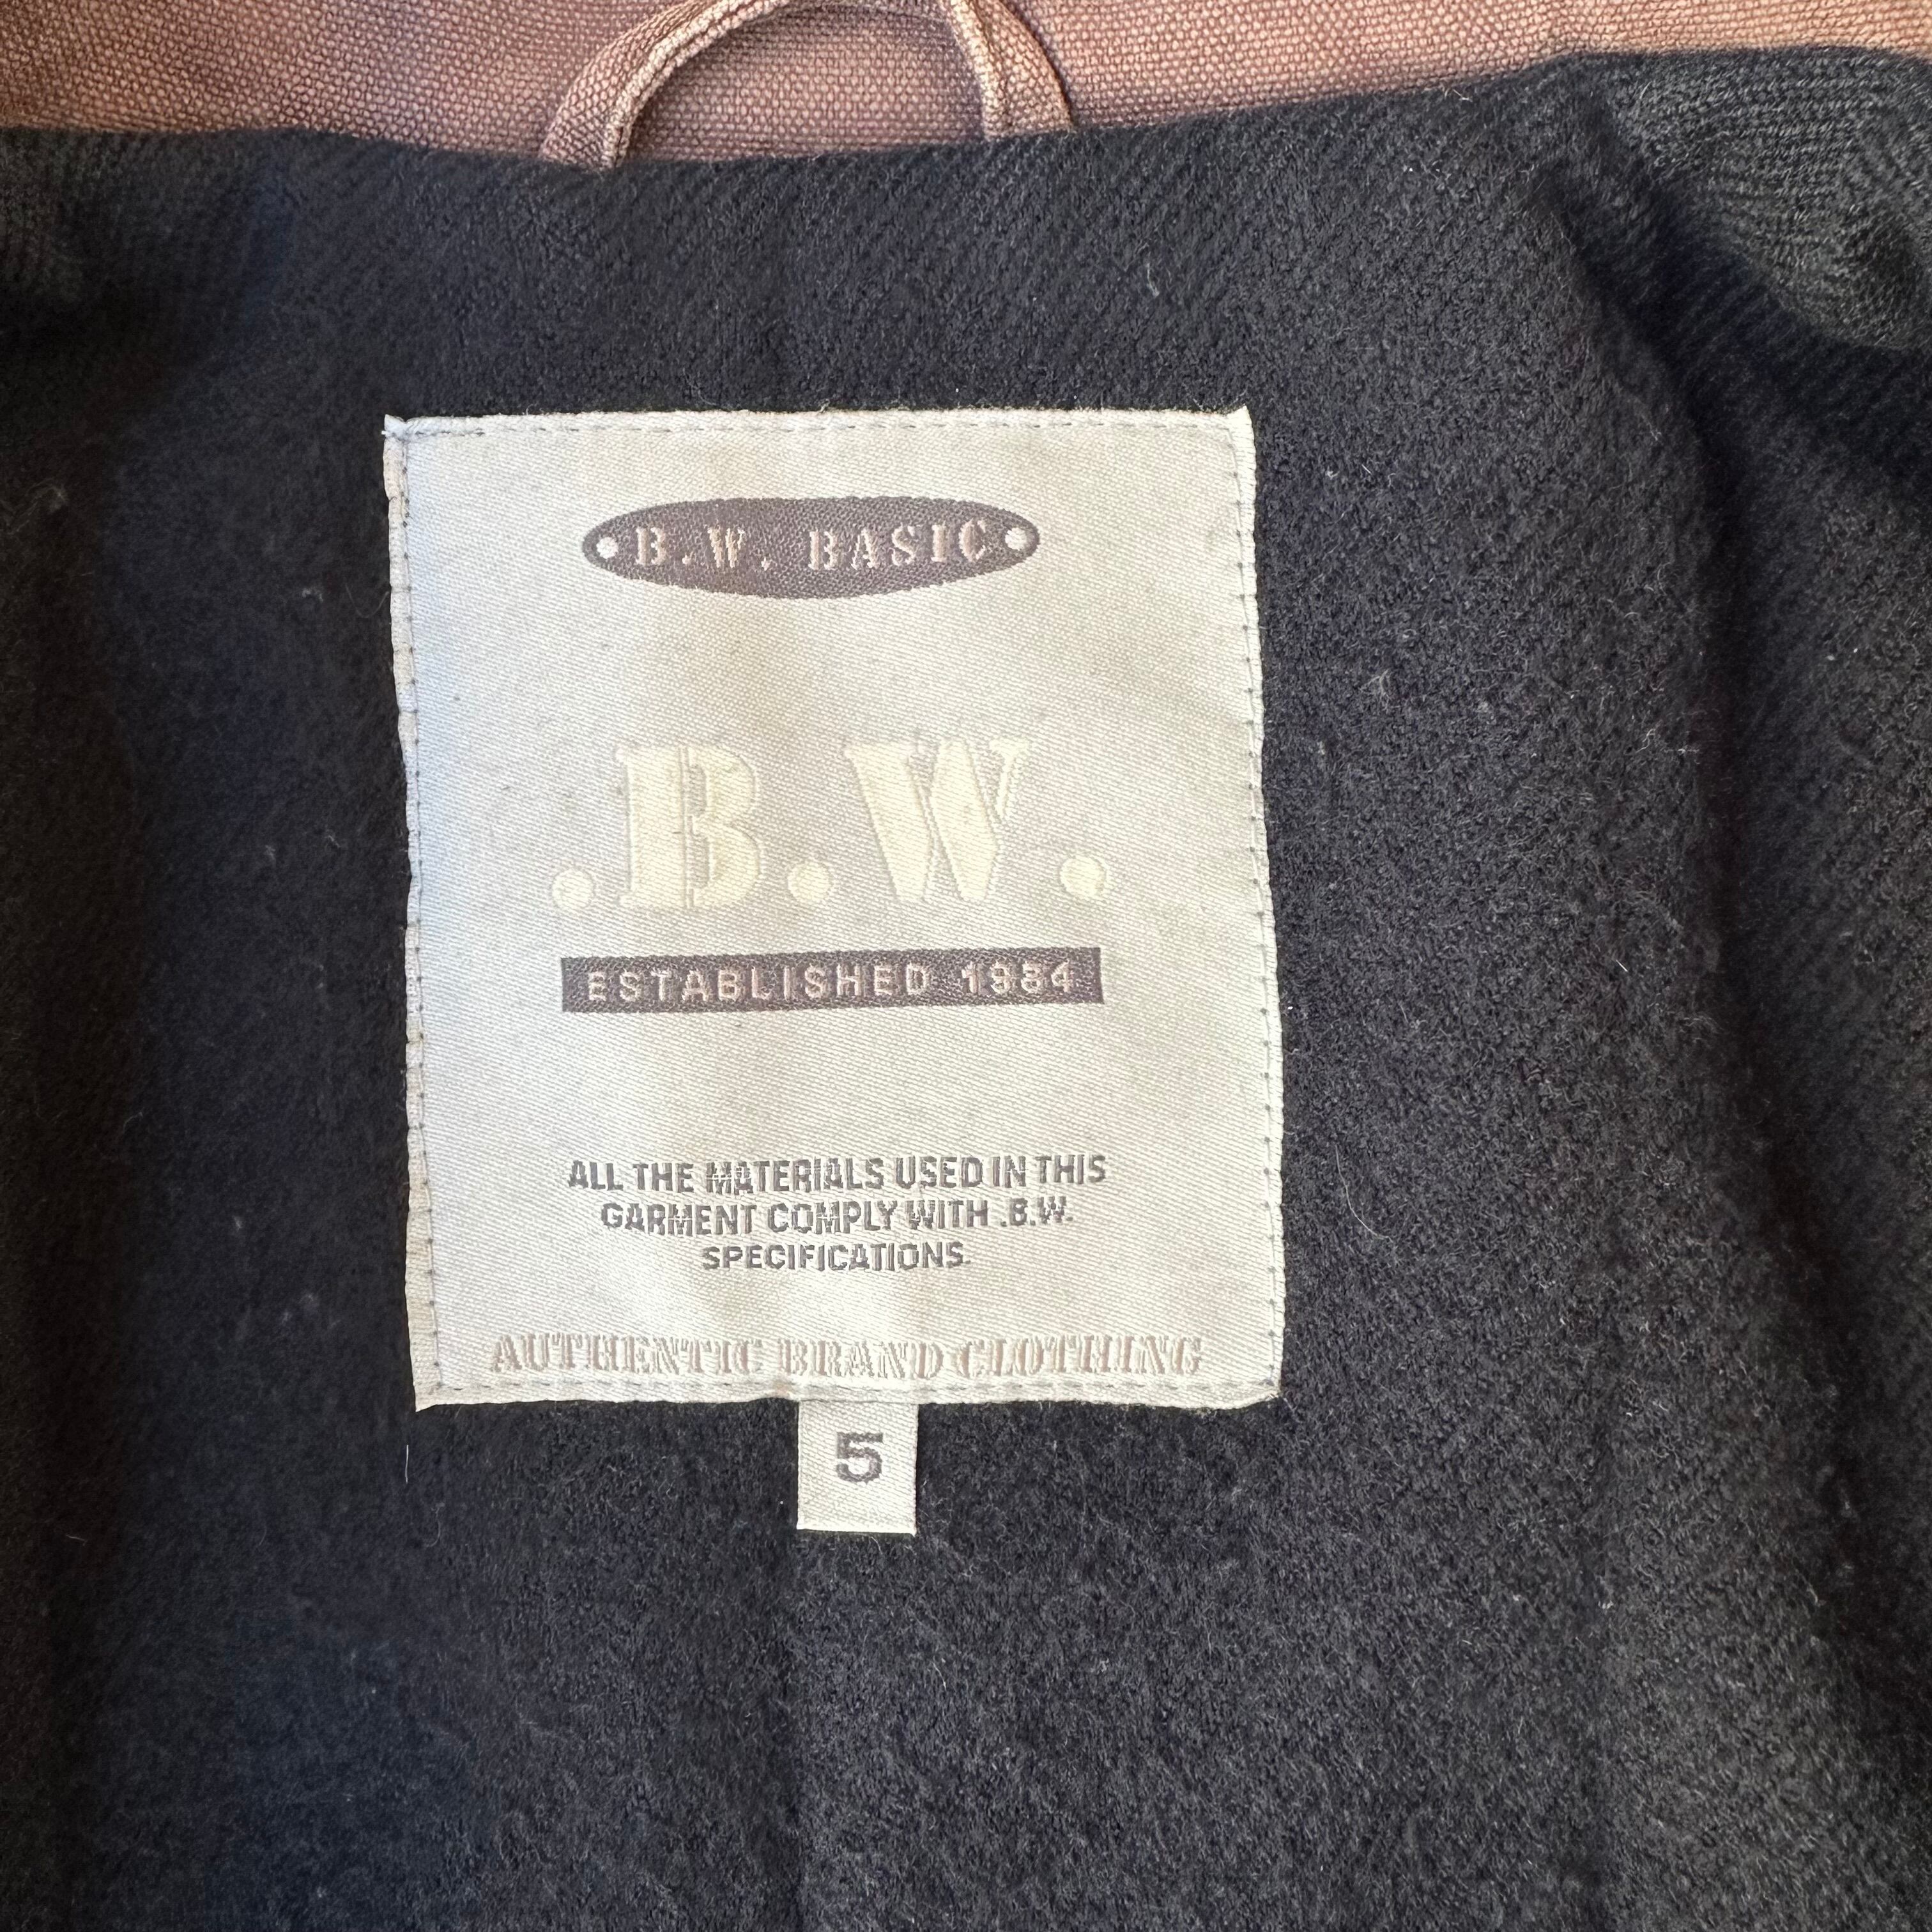 B.W. BASIC
.B.W.
ESTABLISHED 1984
ALL THE MATERIALS USED IN THIS
GARMENT COMPLY WITH .B.W.
SPECIFICATIONS.
AUTHENTIC BRAND CLOTHING
5